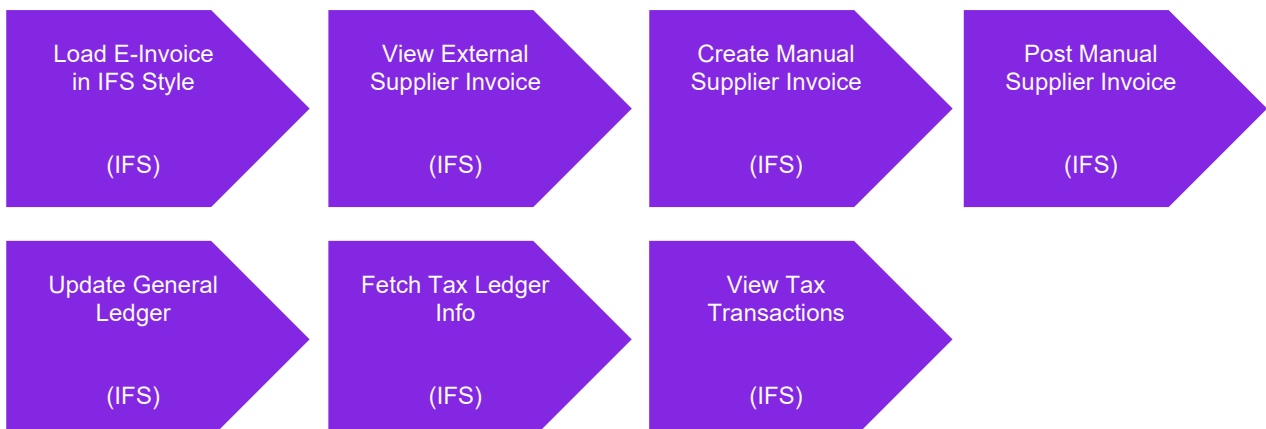 Load E-Invoice
in IFS Style
(IFS)
View External
Supplier Invoice
(IFS)
Create Manual
Supplier Invoice
(IFS)
Post Manual
Supplier Invoice
(IFS)
Update General
Ledger
(IFS)
Fetch Tax Ledger
Info
(IFS)
View Tax
Transactions
(IFS)